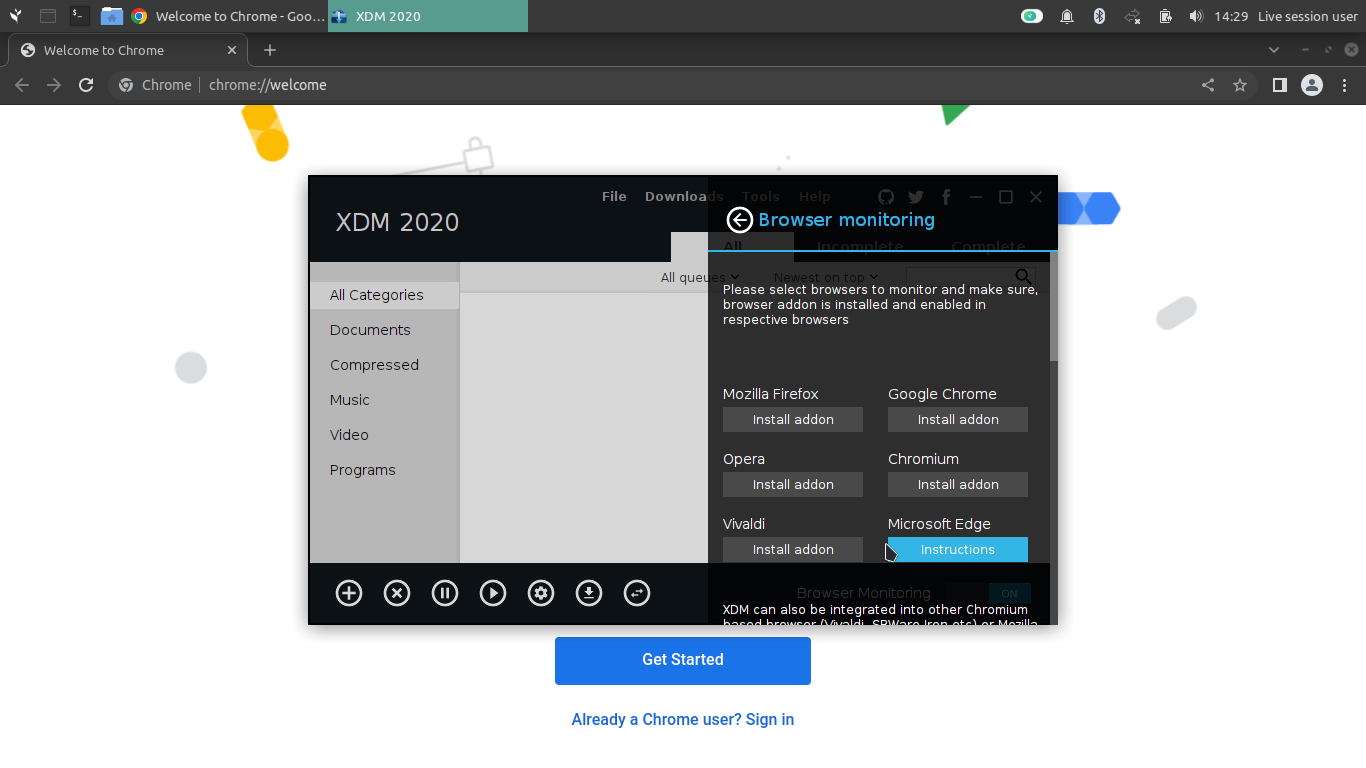 Welcome to Chrome - Goo...
XDM 2020
14:29
Live session user
Welcome to Chrome
Chrome
chrome://welcome
File
Downloads
Tools
Help
XDM 2020
Browser monitoring
All
Incomplete
Complete
All queues
Newest on top
All Categories
Documents
Compressed
Music
Video
Programs
Please select browsers to monitor and make sure,
browser addon is installed and enabled in
respective browsers
Mozilla Firefox
Google Chrome
Install addon
Install addon
Opera
Chromium
Install addon
Install addon
Vivaldi
Microsoft Edge
Install addon
Instructions
Browser Monitoring
ON
XDM can also be integrated into other Chromium
based browser (Vivaldi, SRWare Iron etc) or Mozilla
Get Started
Already a Chrome user? Sign in